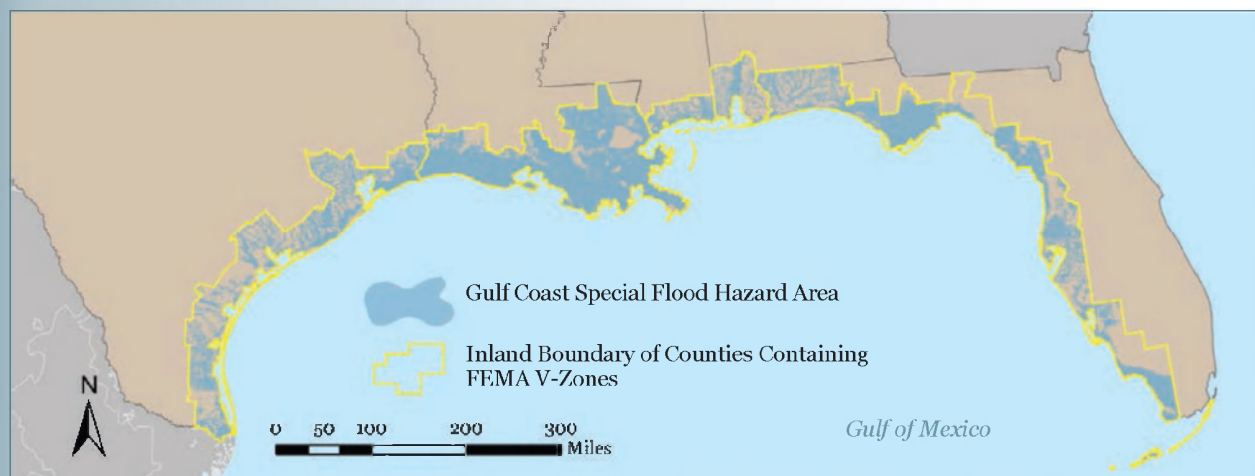 Gulf Coast Special Flood Hazard Area
Inland Boundary of Counties Containing
FEMA V-Zones
N
0 50 100 200 300
Miles
Gulf of Mexico